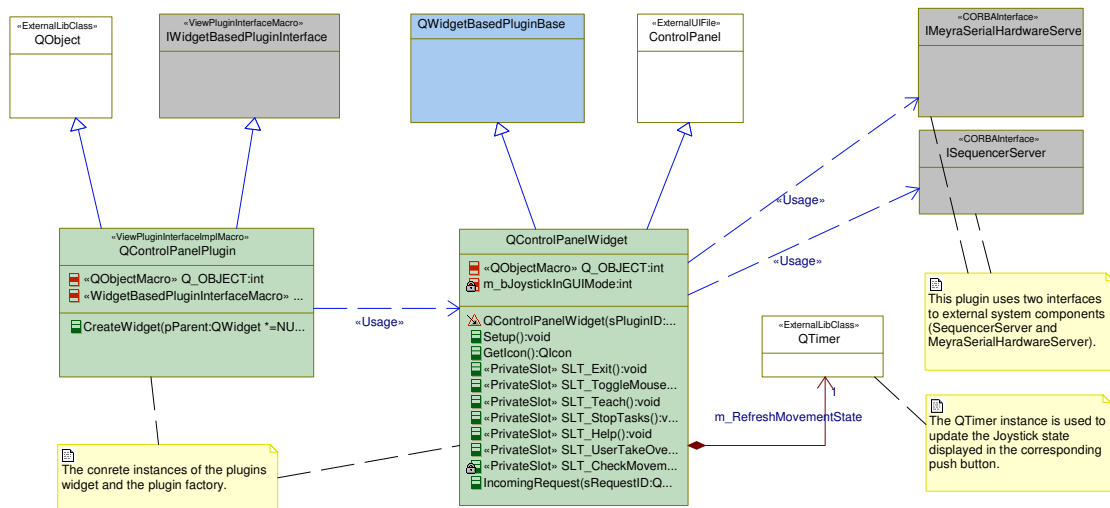 «ExternalLibClass»
QObject
«ViewPluginInterfaceMacro»
IWidgetBasedPluginInterface
QWidgetBasedPluginBase
«ExternalUIFile»
ControlPanel
«CORBAInterface»
IMeyraSerialHardwareServe
«CORBAInterface»
ISequencerServer
«Usage»
«Usage»
«ViewPluginInterfaceImplMacro»
QControlPanelPlugin
«QObjectMacro» Q_OBJECT:int
«WidgetBasedPluginInterfaceMacro» ...
CreateWidget(pParent:QWidget *=NU...
«Usage»
QControlPanelWidget
«QObjectMacro» Q_OBJECT:int
m_bJoystickInGUIMode:int
QControlPanelWidget(sPluginID:...
Setup():void
GetIcon():QIcon
«PrivateSlot» SLT_Exit():void
«PrivateSlot» SLT_ToggleMouse...
«PrivateSlot» SLT_Teach():void
«PrivateSlot» SLT_StopTasks():v...
«PrivateSlot» SLT_Help():void
«PrivateSlot» SLT_UserTakeOve...
«PrivateSlot» SLT_CheckMovem...
IncomingRequest(sRequestID:Q...
«ExternalLibClass»
QTimer
1
m_RefreshMovementState
This plugin uses two interfaces
to external system components
(SequencerServer and
MeyraSerialHardwareServer).
The QTimer instance is used to
update the Joystick state
displayed in the corresponding
push button.
The conrete instances of the plugins
widget and the plugin factory.